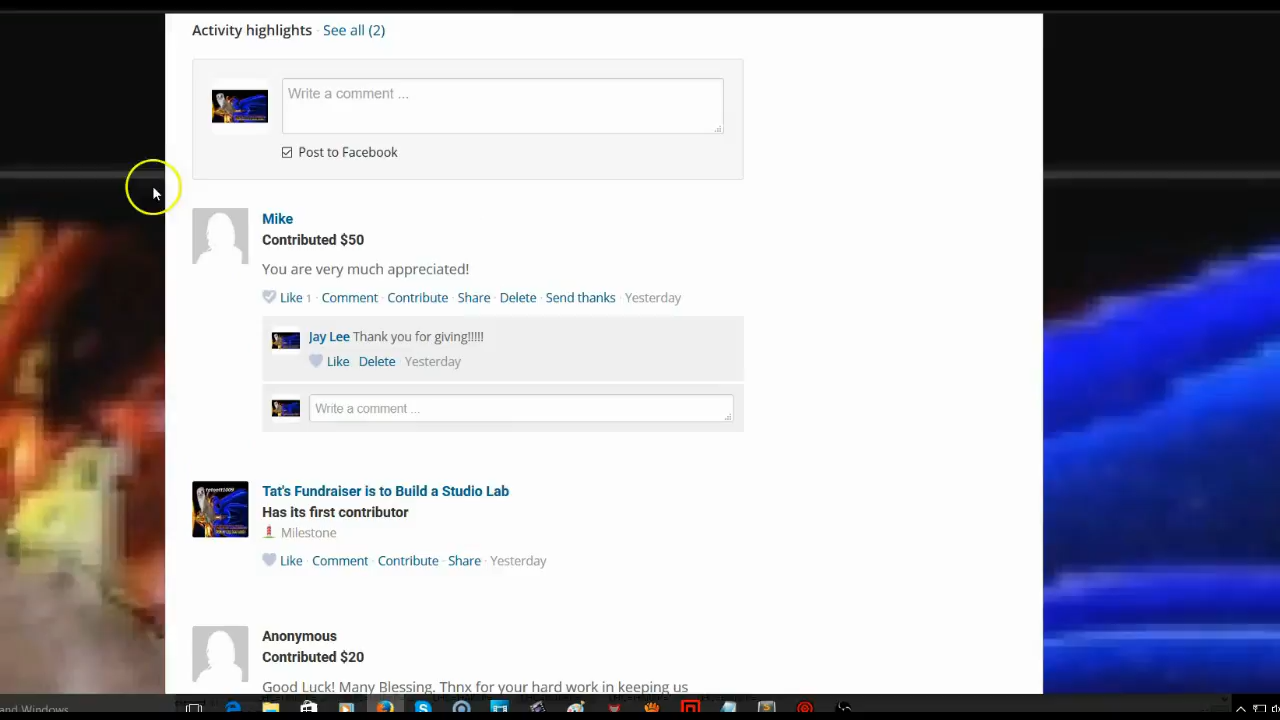 Activity highlights · See all (2)
Write a comment ...
Post to Facebook
Mike
Contributed $50
You are very much appreciated!
Like 1 · Comment · Contribute · Share · Delete · Send thanks · Yesterday
Jay Lee Thank you for giving!!!!!
Like Delete Yesterday
Write a comment ...
Tat's Fundraiser is to Build a Studio Lab
Has its first contributor
Milestone
Like · Comment · Contribute · Share · Yesterday
Anonymous
Contributed $20
Good Luck! Many Blessing. Thnx for your hard work in keeping us
and Windows